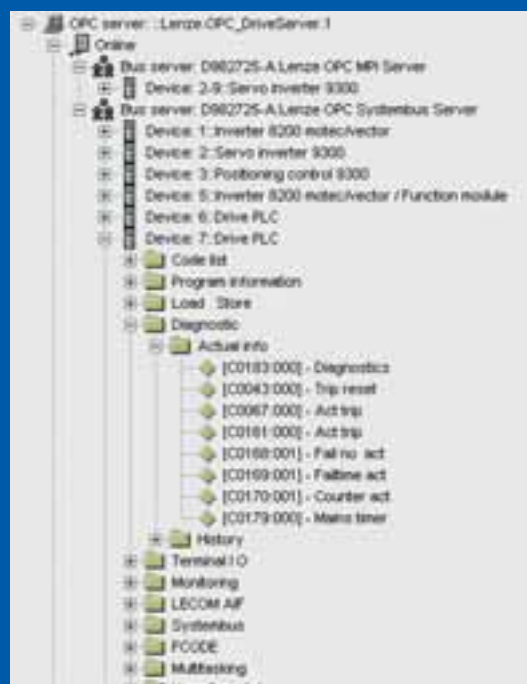 OPC server: : Lenze.OPC_DriveServer.1
Online
Bus server: D982725-A.Lenze OPC MPI Server
Device: 2-9::Servo inverter 9300
Bus server: D982725-A.Lenze OPC Systembus Server
Device: 1::Inverter 8200 motec/vector
Device: 2::Servo inverter 9300
Device: 3::Positioning control 9300
Device: 5::Inverter 8200 motec/vector / Function module
Device: 6::Drive PLC
Device: 7::Drive PLC
Code list
Program information
Load Store
Diagnostic
Actual info
[C0183:000] - Diagnostics
[C0043:000] - Trip reset
[C0067:000] - Act trip
[C0161:000] - Act trip
[C0168:001] - Fail no act
[C0169:001] - Failtime act
[C0170:001] - Counter act
[C0179:000] - Mains timer
History
Terminal I O
Monitoring
LECOM AIF
Systembus
FCODE
Multitasking